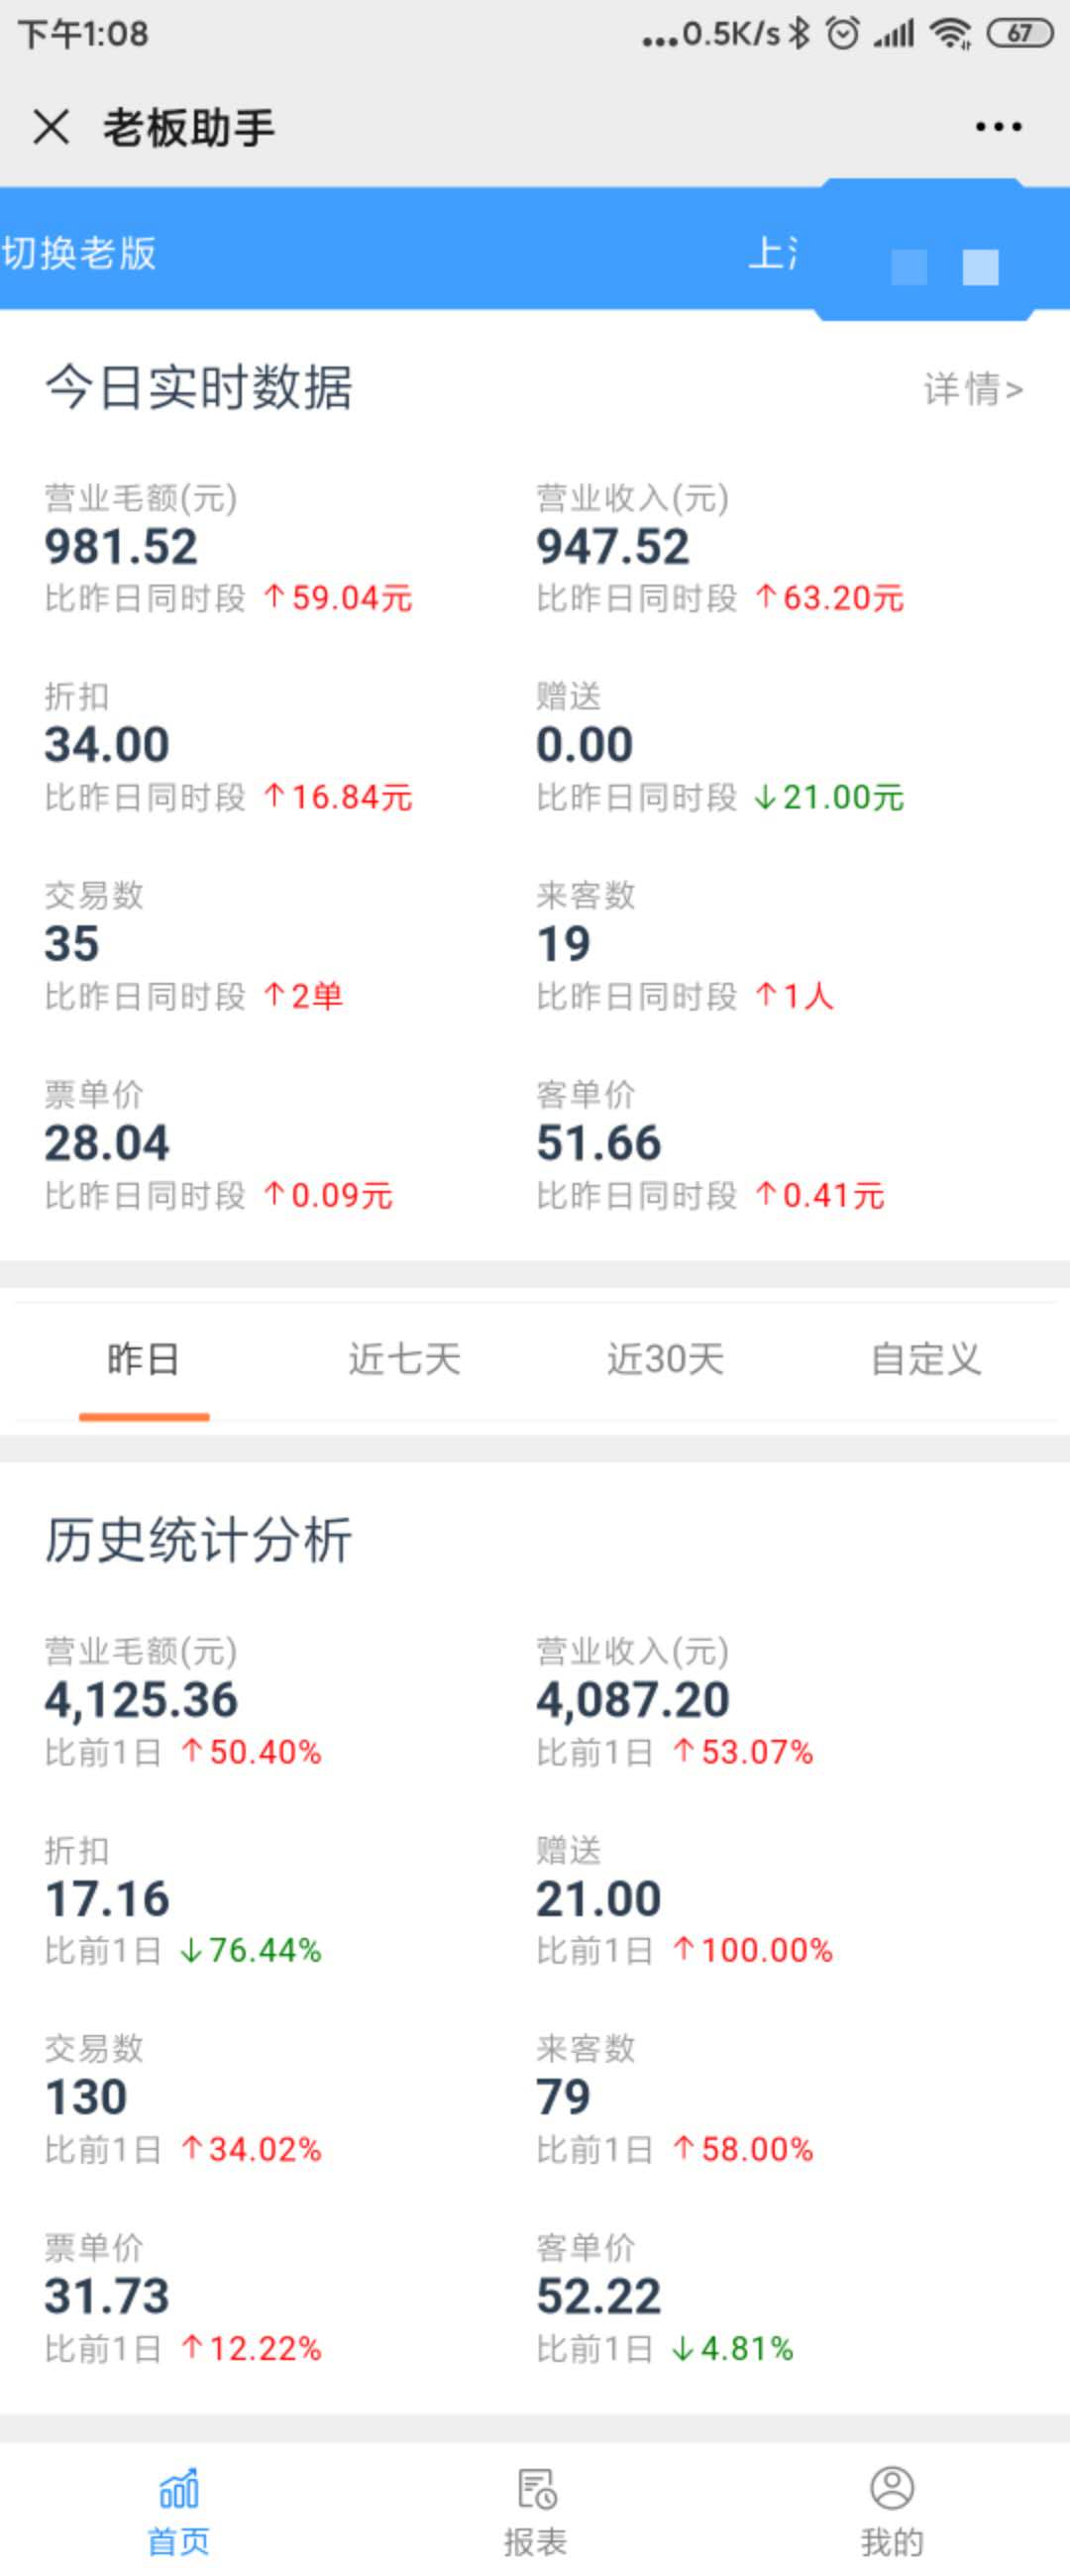 下午1:08
...0.5K/s 67
老板助手
切换老版 上
今日实时数据 详情>
营业毛额(元) 营业收入(元)
981.52 947.52
比昨日同时段 ↑59.04元 比昨日同时段 ↑63.20元
折扣 赠送
34.00 0.00
比昨日同时段 ↑16.84元 比昨日同时段 ↓21.00元
交易数 来客数
35 19
比昨日同时段 ↑2单 比昨日同时段 ↑1人
票单价 客单价
28.04 51.66
比昨日同时段 ↑0.09元 比昨日同时段 ↑0.41元
昨日 近七天 近30天 自定义
历史统计分析
营业毛额(元) 营业收入(元)
4,125.36 4,087.20
比前1日 ↑50.40% 比前1日 ↑53.07%
折扣 赠送
17.16 21.00
比前1日 ↓76.44% 比前1日 ↑100.00%
交易数 来客数
130 79
比前1日 ↑34.02% 比前1日 ↑58.00%
票单价 客单价
31.73 52.22
比前1日 ↑12.22% 比前1日 ↓4.81%
首页 报表 我的